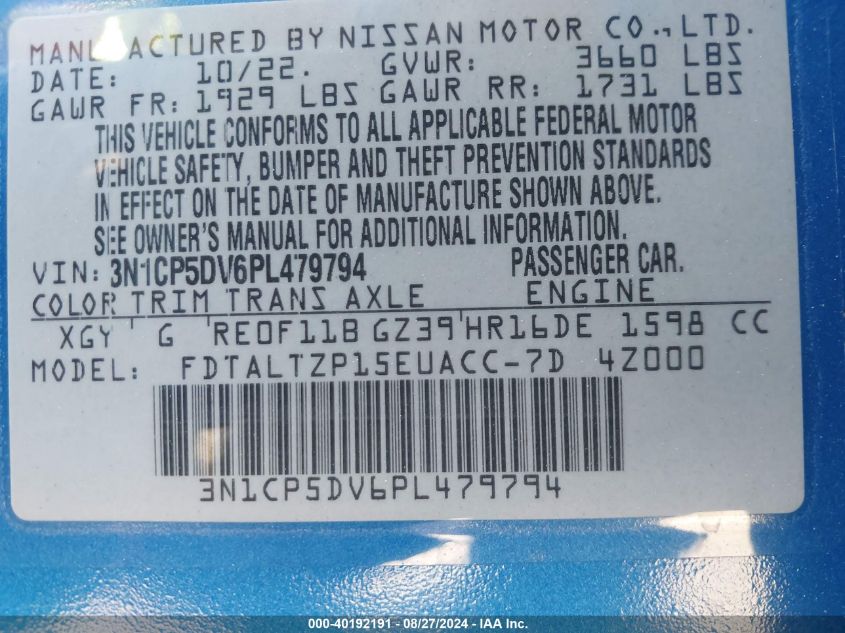 MANUFACTURED BY NISSAN MOTOR CO., LTD.
DATE: 10/22. GVWR: 3660 LBS
GAWR FR: 1929 LBS GAWR RR: 1731 LBS
THIS VEHICLE CONFORMS TO ALL APPLICABLE FEDERAL MOTOR
VEHICLE SAFETY, BUMPER AND THEFT PREVENTION STANDARDS
IN EFFECT ON THE DATE OF MANUFACTURE SHOWN ABOVE.
SEE OWNER'S MANUAL FOR ADDITIONAL INFORMATION.
VIN: 3N1CP5DV6PL479794 PASSENGER CAR.
COLOR TRIM TRANS AXLE ENGINE
XGY G RE0F11B GZ39 HR16DE 1598 CC
MODEL: FDTALTZP15EUACC-7D 4Z000
3N1CP5DV6PL479794
000-40192191 - 08/27/2024 - IAA Inc.